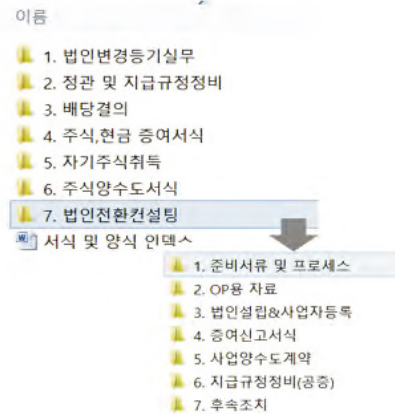 이름
1. 법인변경등기실무
2. 정관 및 지급규정정비
3. 배당결의
4. 주식,현금 증여서식
5. 자기주식취득
6. 주식양수도서식
7. 법인전환컨설팅
서식 및 양식 인덱스
1. 준비서류 및 프로세스
2. OP용 자료
3. 법인설립&사업자등록
4. 증여신고서식
5. 사업양수도계약
6. 지급규정정비(공증)
7. 후속조치